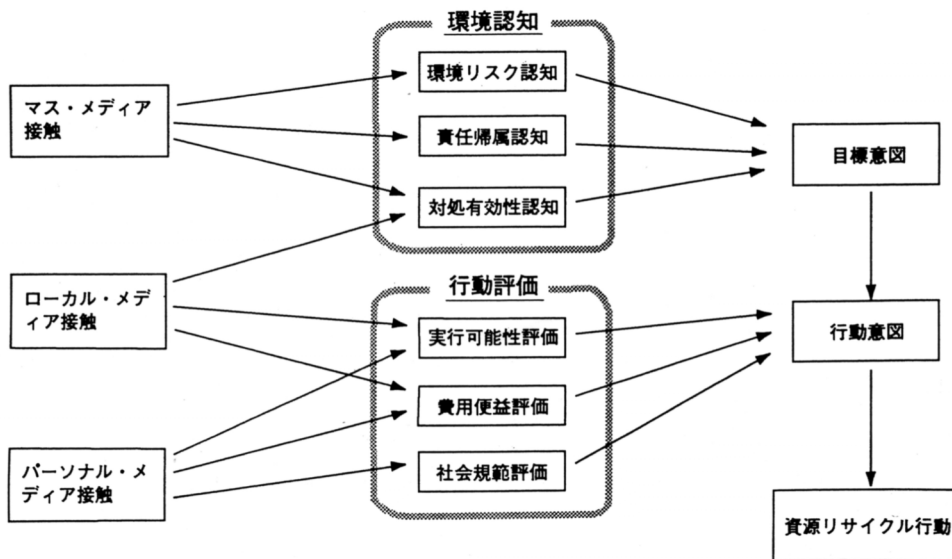 環境認知
環境リスク認知
マス・メディア
接触
責任帰属認知
目標意図
対処有効性認知
ローカル・メデ
ィア接触
行動評価
実行可能性評価
行動意図
費用便益評価
パーソナル・メ
ディア接触
社会規範評価
資源リサイクル行動